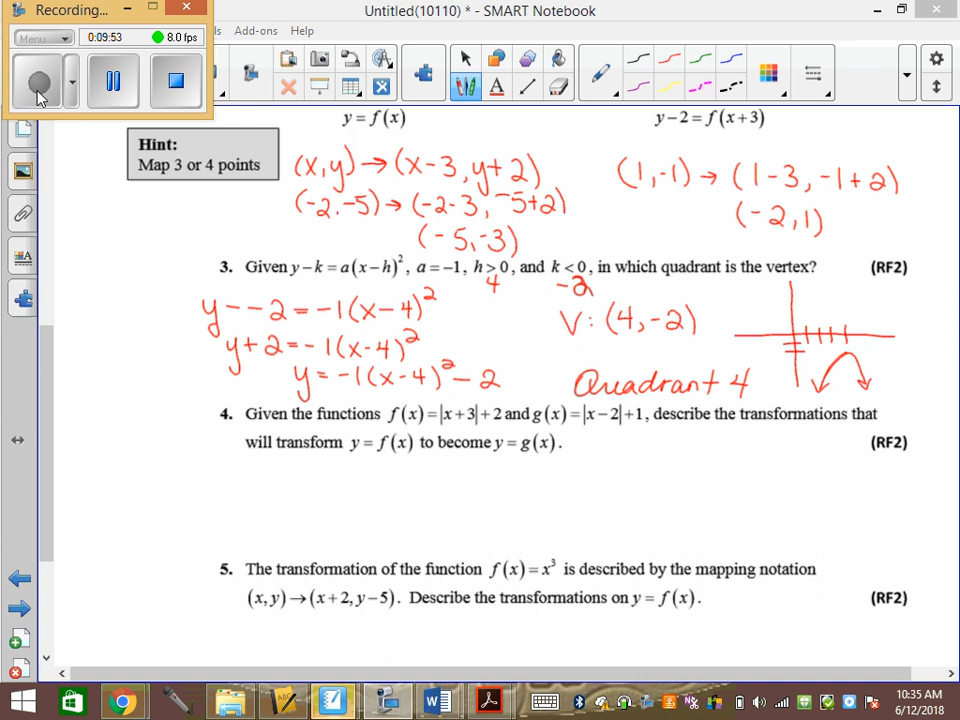 Recording...
Untitled(10110) * - SMART Notebook
Menu
0:09:53
8.0 fps
ls Add-ons Help
y = f(x)
y − 2 = f(x+3)
Hint:
Map 3 or 4 points
(x,y) → (x-3, y+2)
(1,-1) → (1-3, -1+2)
(-2,-5) → (-2-3, -5+2)
(-2,1)
(-5,-3)
3. Given y − k = a(x − h)², a = −1, h > 0, and k < 0, in which quadrant is the vertex? (RF2)
4
-2
y--2 = -1(x-4)²
V: (4,-2)
y+2 = -1(x-4)²
y = -1(x-4)² - 2
Quadrant 4
4. Given the functions f(x) = |x+3| + 2 and g(x) = |x−2| + 1, describe the transformations that
will transform y = f(x) to become y = g(x). (RF2)
5. The transformation of the function f(x) = x³ is described by the mapping notation
(x,y) → (x+2, y−5). Describe the transformations on y = f(x). (RF2)
10:35 AM
6/12/2018